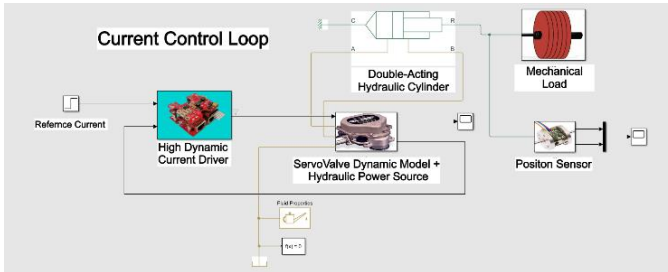 Current Control Loop
C
R
A
B
Double-Acting
Hydraulic Cylinder
Mechanical
Load
Refernce Current
High Dynamic
Current Driver
ServoValve Dynamic Model +
Hydraulic Power Source
Positon Sensor
Fluid Properties
f(x) = 0